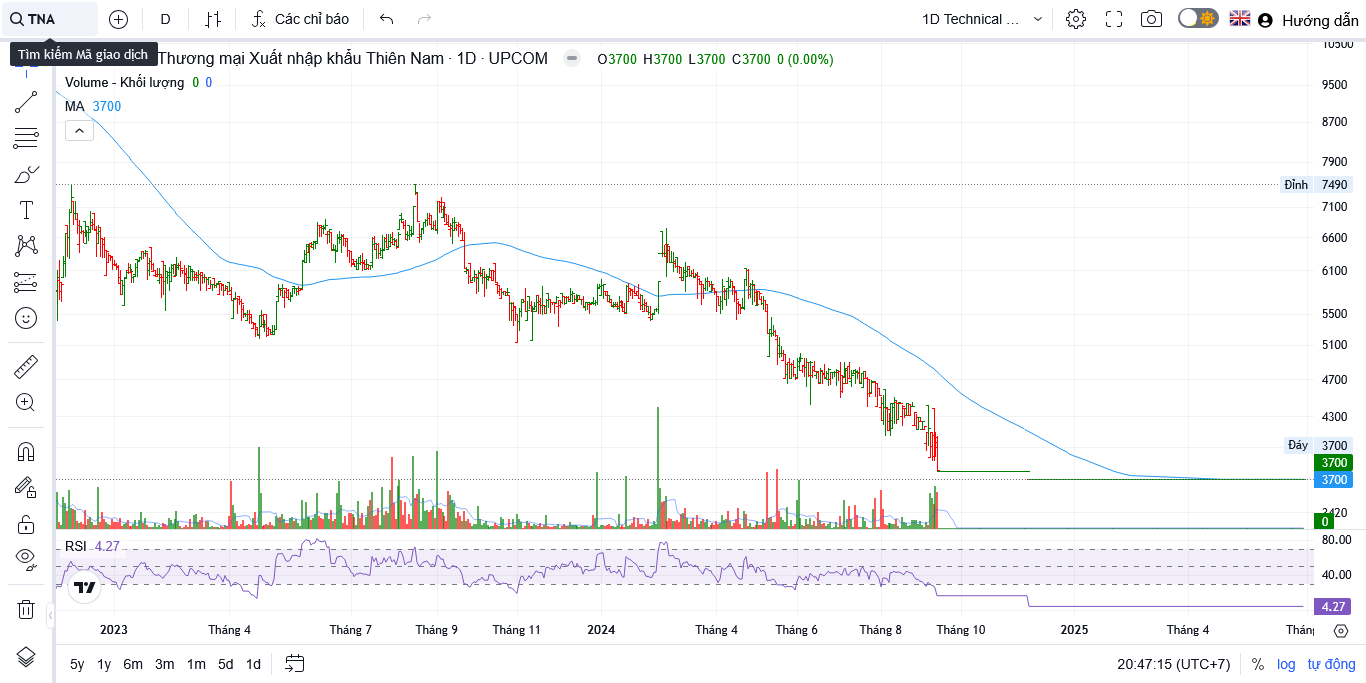 TNA D Các chỉ báo 1D Technical ... Hướng dẫn
Tìm kiếm Mã giao dịch
Thương mại Xuất nhập khẩu Thiên Nam · 1D · UPCOM O3700 H3700 L3700 C3700 0 (0.00%)
Volume - Khối lượng 0 0
MA 3700
10500
9500
8700
7900
Đỉnh 7490
7100
6600
6100
5500
5100
4700
4300
Đáy 3700
3700
3700
2420
0
RSI 4.27
80.00
40.00
4.27
2023 Tháng 4 Tháng 7 Tháng 9 Tháng 11 2024 Tháng 4 Tháng 6 Tháng 8 Tháng 10 2025 Tháng 4 Tháng
5y 1y 6m 3m 1m 5d 1d 20:47:15 (UTC+7) % log tự động